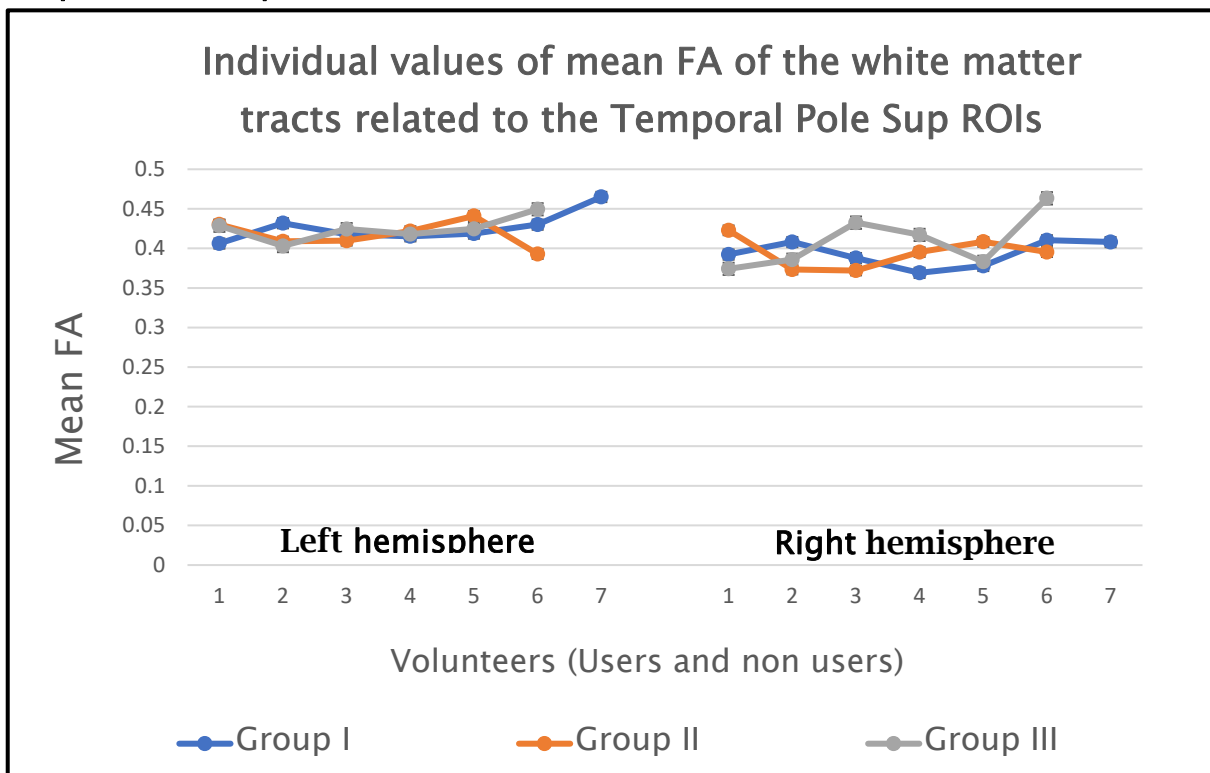 Individual values of mean FA of the white matter
tracts related to the Temporal Pole Sup ROIs
0.5
0.45
0.4
0.35
0.3
0.25
0.2
0.15
0.1
0.05
0
Mean FA
Left hemisphere Right hemisphere
1 2 3 4 5 6 7 1 2 3 4 5 6 7
Volunteers (Users and non users)
Group I Group II Group III